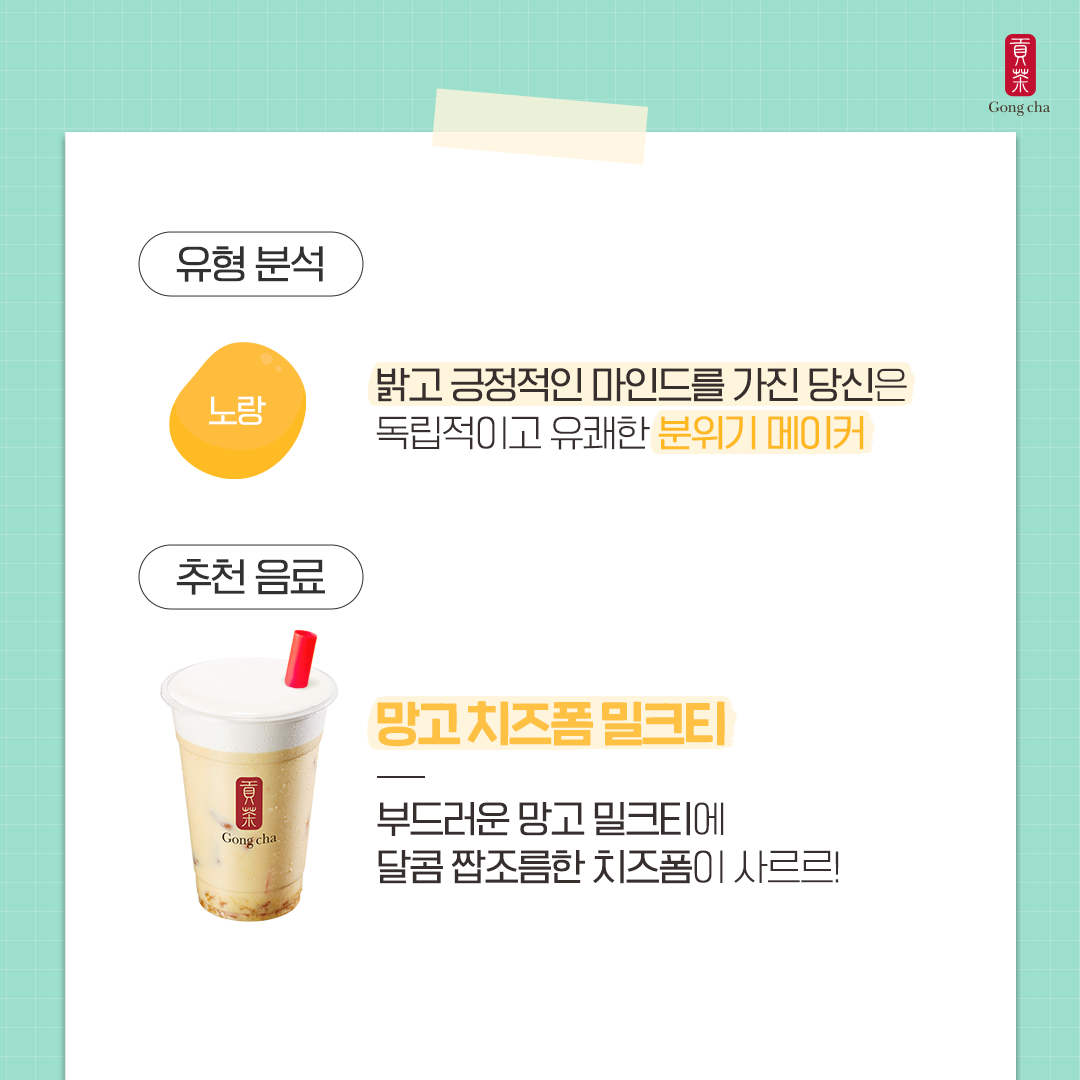 貢茶
Gong cha
유형 분석
노랑
밝고 긍정적인 마인드를 가진 당신은
독립적이고 유쾌한 분위기 메이커
추천 음료
貢茶
Gong cha
망고 치즈폼 밀크티
부드러운 망고 밀크티에
달콤 짭조름한 치즈폼이 사르르!